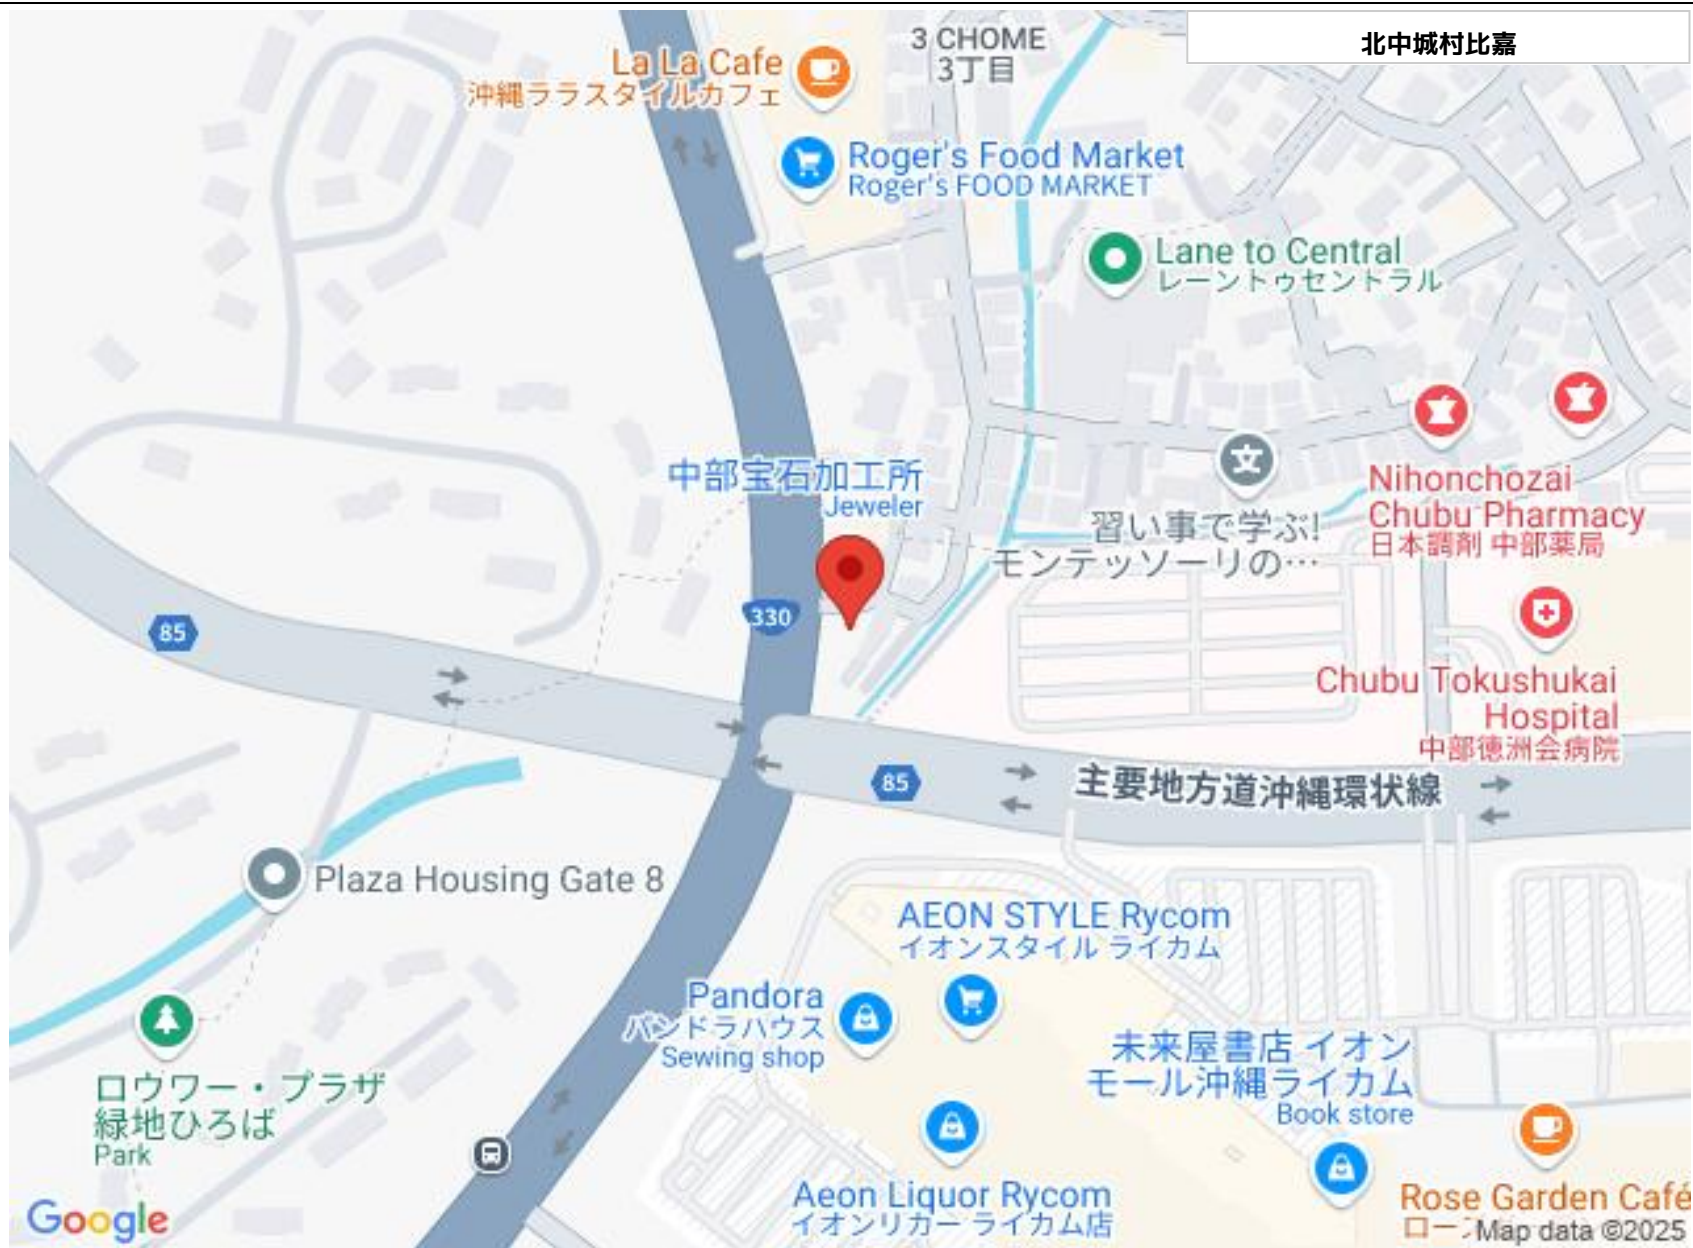 北中城村比嘉
3 CHOME
3丁目
La La Cafe
沖縄ララスタイルカフェ
Roger's Food Market
Roger's FOOD MARKET
Lane to Central
レーントゥセントラル
中部宝石加工所
Jeweler
習い事で学ぶ!
モンテッソーリの…
Nihonchozai
Chubu Pharmacy
日本調剤 中部薬局
330
85
Chubu Tokushukai
Hospital
中部徳洲会病院
85
主要地方道沖縄環状線
Plaza Housing Gate 8
AEON STYLE Rycom
イオンスタイル ライカム
Pandora
パンドラハウス
Sewing shop
未来屋書店 イオン
モール沖縄ライカム
Book store
ロウワー・プラザ
緑地ひろば
Park
Aeon Liquor Rycom
イオンリカー ライカム店
Rose Garden Café
ロー
Google
Map data ©2025
文